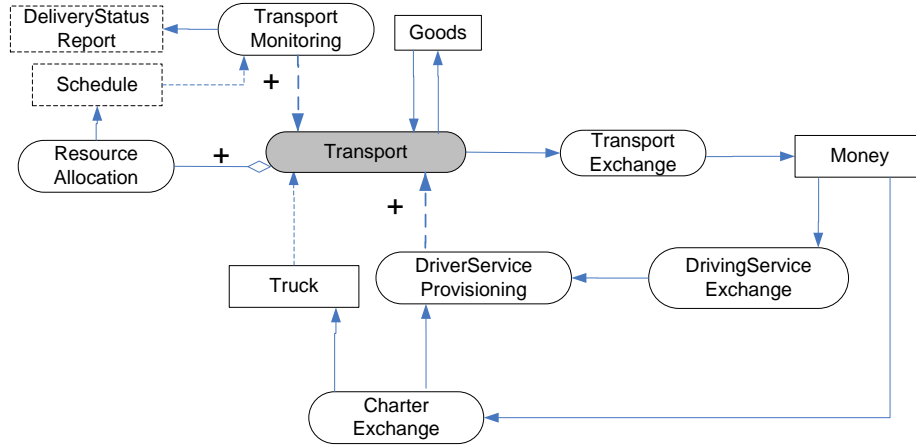 DeliveryStatus
Report
Transport
Monitoring
Goods
+
Schedule
Resource
Allocation
+
Transport
Transport
Exchange
Money
+
Truck
DriverService
Provisioning
DrivingService
Exchange
Charter
Exchange